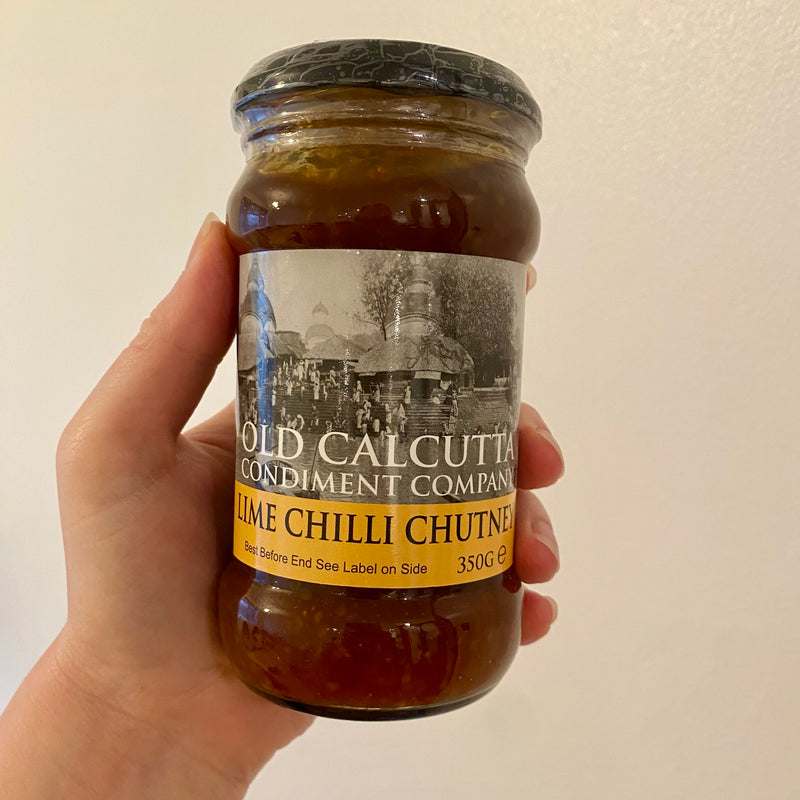 OLD CALCUTTA
CONDIMENT COMPANY
LIME CHILLI CHUTNEY
Best Before End See Label on Side
350G ℮